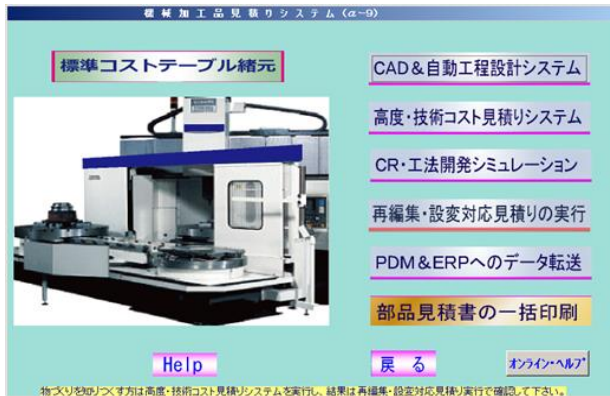 機械加工品見積りシステム(α-9)
標準コストテーブル緒元
CAD&自動工程設計システム
高度・技術コスト見積りシステム
CR・工法開発シミュレーション
再編集・設変対応見積りの実行
PDM&ERPへのデータ転送
部品見積書の一括印刷
Help
戻る
オンライン・ヘルプ
物づくりを知りつくす方は高度・技術コスト見積りシステムを実行し、結果は再編集・設変対応見積り実行で確認して下さい。